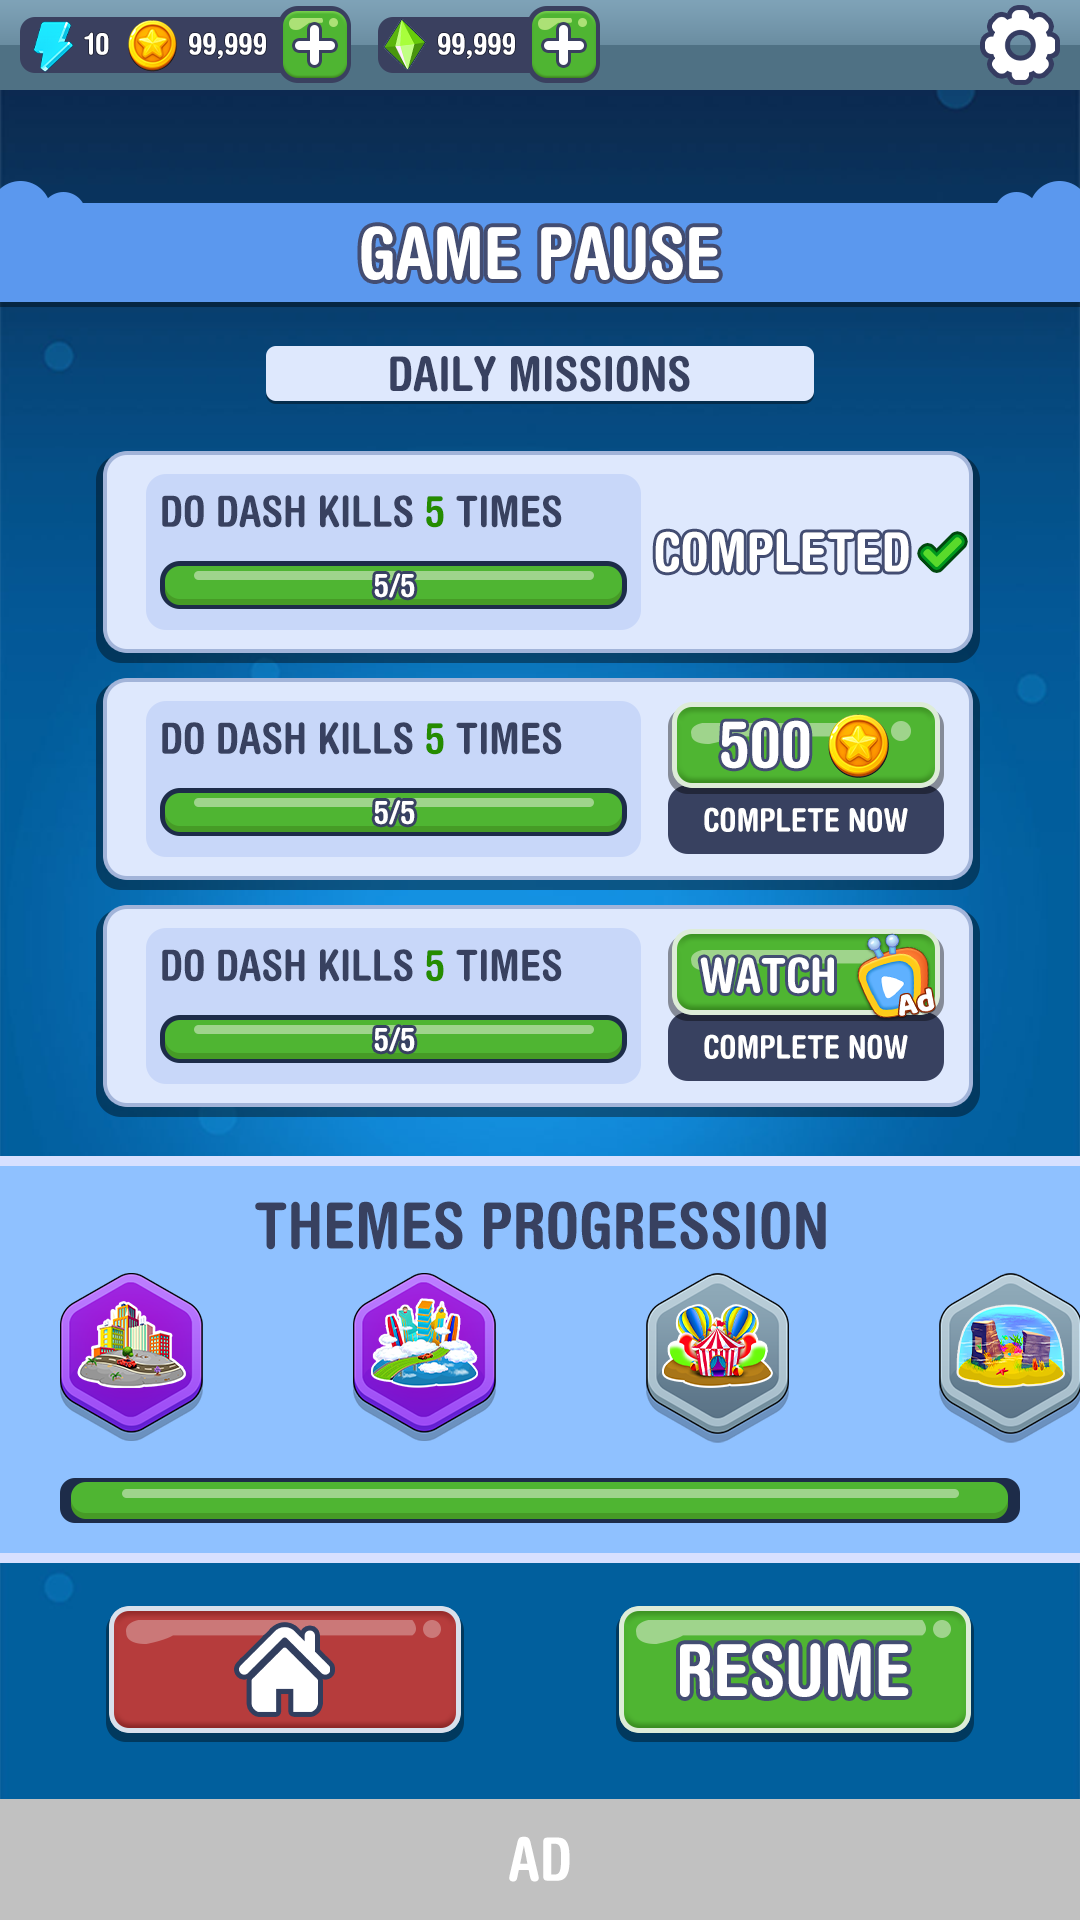 10 99,999 99,999
GAME PAUSE
DAILY MISSIONS
DO DASH KILLS 5 TIMES
5/5
COMPLETED
DO DASH KILLS 5 TIMES
5/5
500
COMPLETE NOW
DO DASH KILLS 5 TIMES
5/5
WATCH Ad
COMPLETE NOW
THEMES PROGRESSION
RESUME
AD